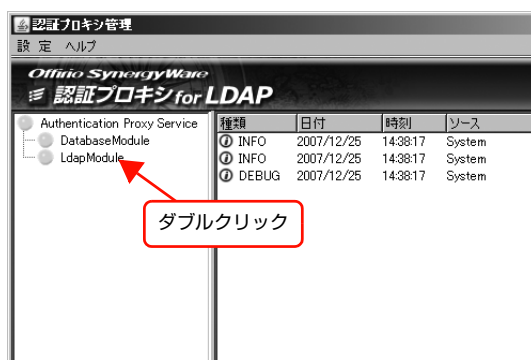 認証プロキシ管理
設 定 ヘルプ
Offirio SynergyWare
認証プロキシ for LDAP
Authentication Proxy Service
DatabaseModule
LdapModule
種類 日付 時刻 ソース
INFO 2007/12/25 14:38:17 System
INFO 2007/12/25 14:38:17 System
DEBUG 2007/12/25 14:38:17 System
ダブルクリック